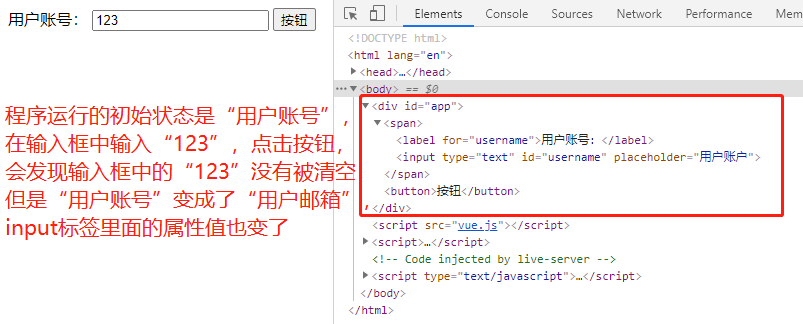 用户账号： 123 按钮
程序运行的初始状态是“用户账号”，
在输入框中输入“123”，点击按钮，
会发现输入框中的“123”没有被清空
但是“用户账号”变成了“用户邮箱”，
input标签里面的属性值也变了
Elements Console Sources Network Performance Mem
<!DOCTYPE html>
<html lang="en">
<head>…</head>
<body> == $0
<div id="app">
<span>
<label for="username">用户账号: </label>
<input type="text" id="username" placeholder="用户账户">
</span>
<button>按钮</button>
</div>
<script src="vue.js"></script>
<script>…</script>
<!-- Code injected by live-server -->
<script type="text/javascript">…</script>
</body>
</html>